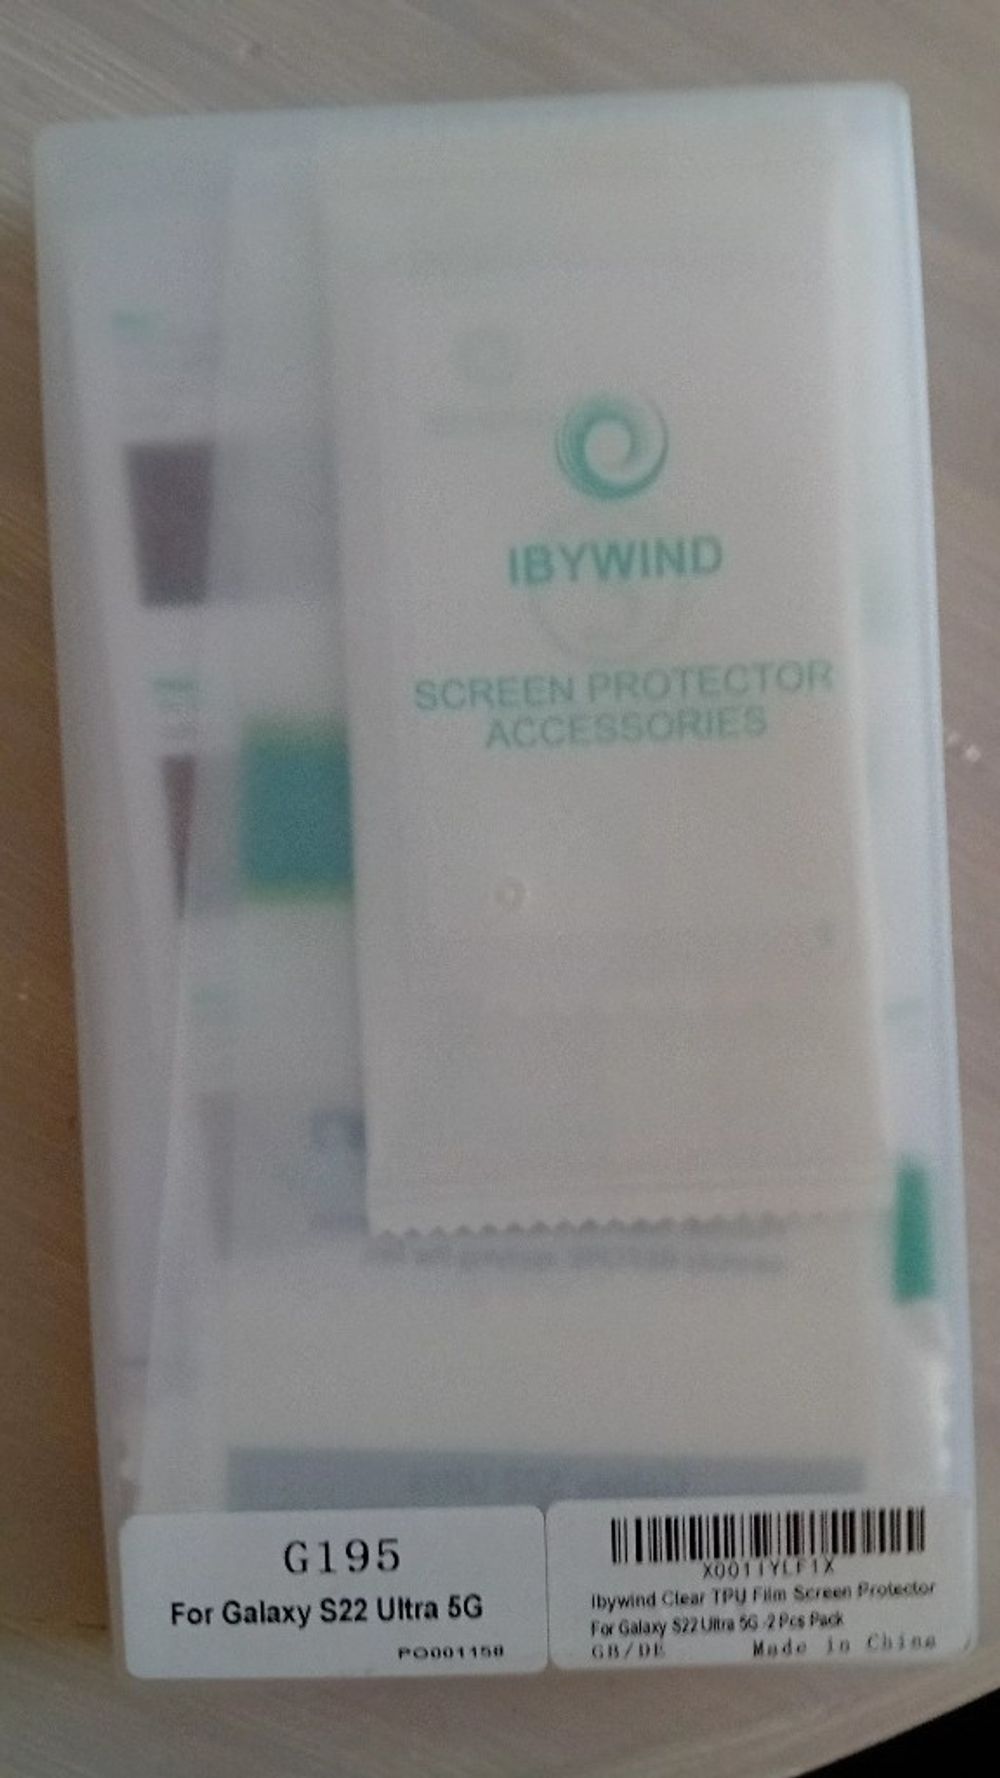 IBYWIND
SCREEN PROTECTOR
ACCESSORIES
G195
For Galaxy S22 Ultra 5G
PO001158
Ibywind Clear TPU Film Screen Protector
For Galaxy S22 Ultra 5G -2 Pcs Pack
GB/DE Made in China